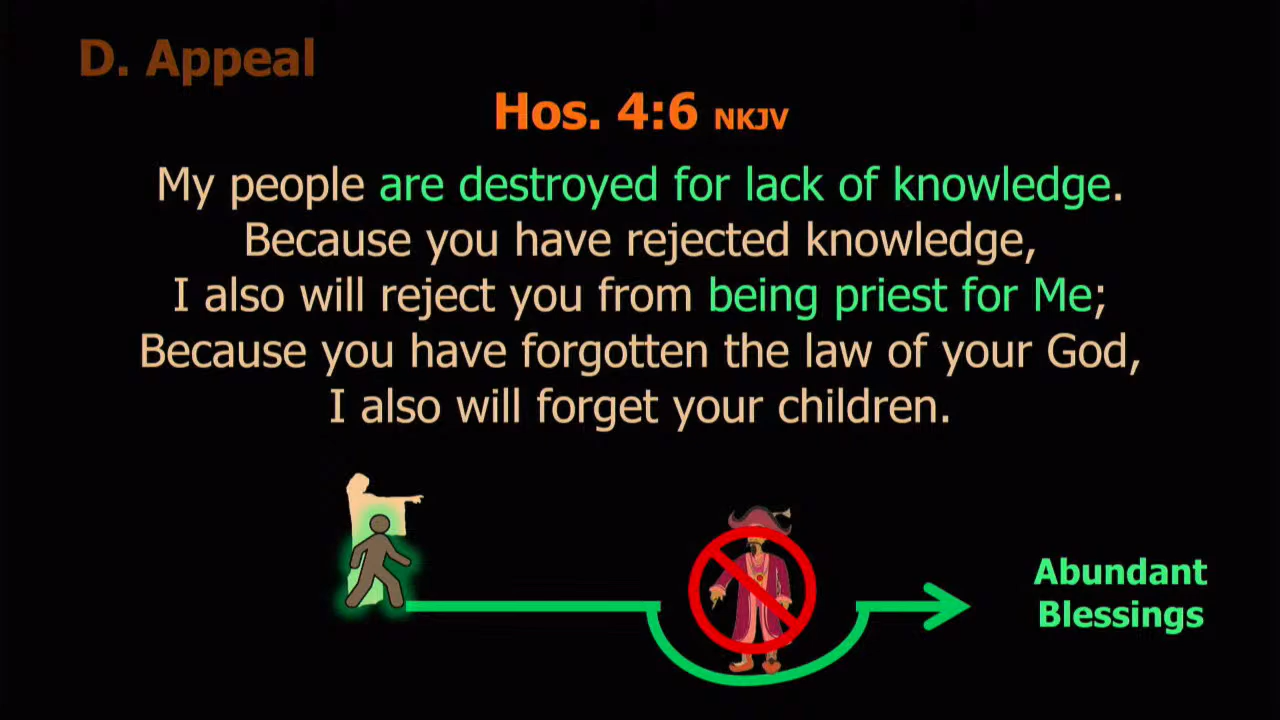 D. Appeal
Hos. 4:6 NKJV
My people are destroyed for lack of knowledge.
Because you have rejected knowledge,
I also will reject you from being priest for Me;
Because you have forgotten the law of your God,
I also will forget your children.
Abundant
Blessings